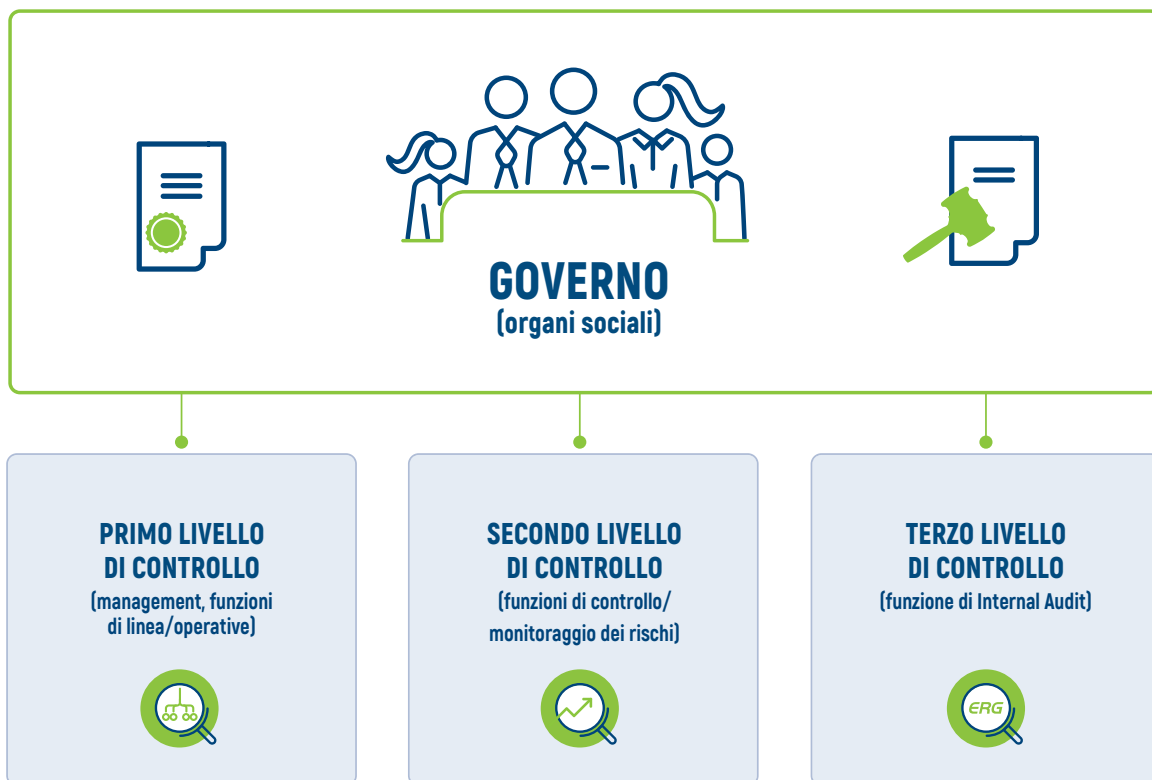 GOVERNO
(organi sociali)
PRIMO LIVELLO
DI CONTROLLO
(management, funzioni
di linea/operative)
SECONDO LIVELLO
DI CONTROLLO
(funzioni di controllo/
monitoraggio dei rischi)
TERZO LIVELLO
DI CONTROLLO
(funzione di Internal Audit)
ERG